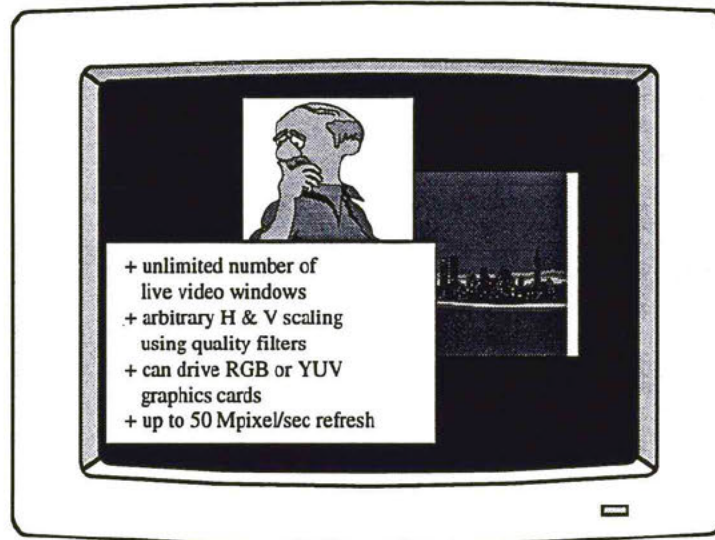 + unlimited number of
live video windows
+ arbitrary H & V scaling
using quality filters
+ can drive RGB or YUV
graphics cards
+ up to 50 Mpixel/sec refresh